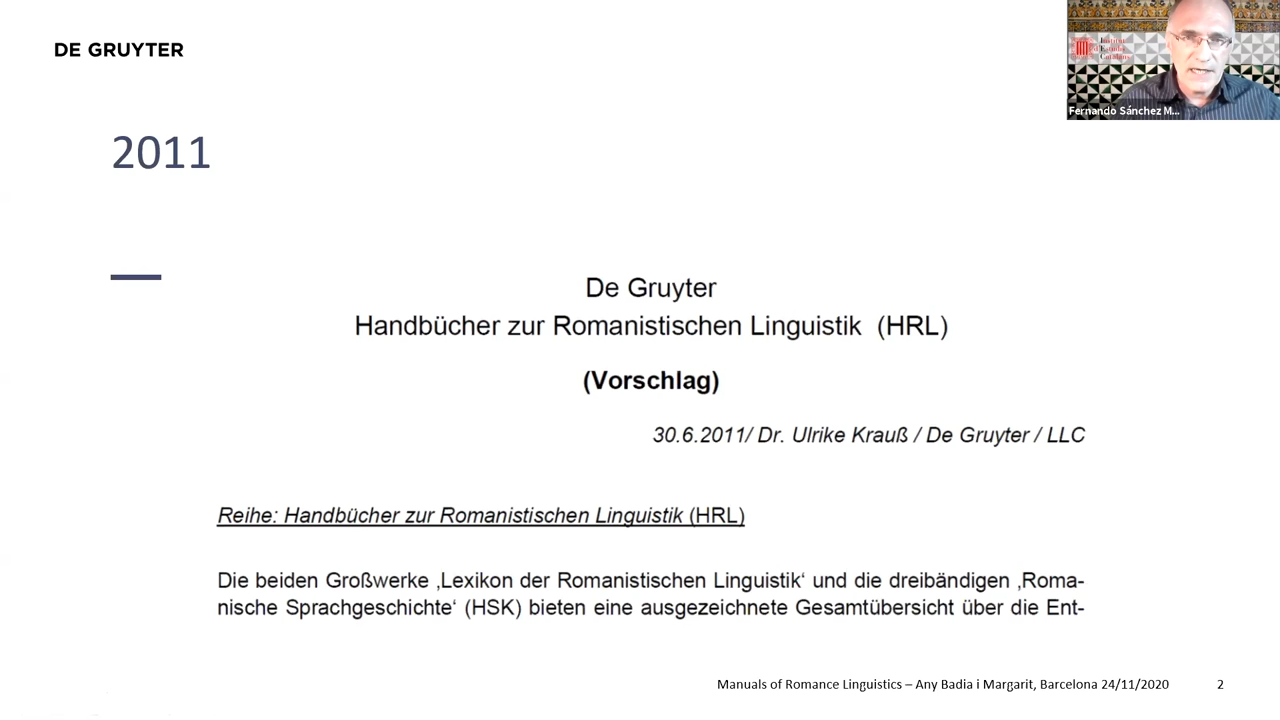 DE GRUYTER
Institut
d'Estudis
Catalans
Fernando Sánchez M...
2011
De Gruyter
Handbücher zur Romanistischen Linguistik (HRL)
(Vorschlag)
30.6.2011/ Dr. Ulrike Krauß / De Gruyter / LLC
Reihe: Handbücher zur Romanistischen Linguistik (HRL)
Die beiden Großwerke ‚Lexikon der Romanistischen Linguistik‘ und die dreibändigen ‚Roma-
nische Sprachgeschichte‘ (HSK) bieten eine ausgezeichnete Gesamtübersicht über die Ent-
Manuals of Romance Linguistics – Any Badia i Margarit, Barcelona 24/11/2020
2